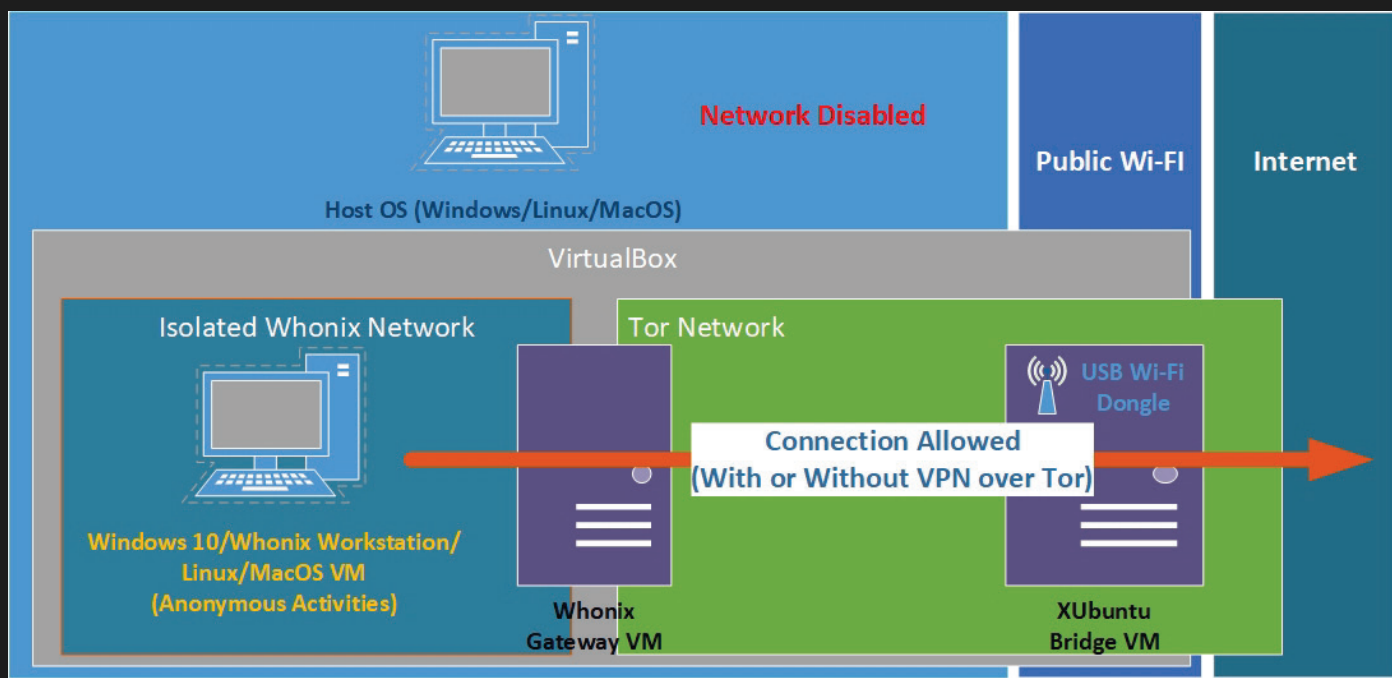 Network Disabled
Public Wi-FI
Internet
Host OS (Windows/Linux/MacOS)
VirtualBox
Isolated Whonix Network
Tor Network
USB Wi-Fi
Dongle
Connection Allowed
(With or Without VPN over Tor)
Windows 10/Whonix Workstation/
Linux/MacOS VM
(Anonymous Activities)
Whonix
Gateway VM
XUbuntu
Bridge VM